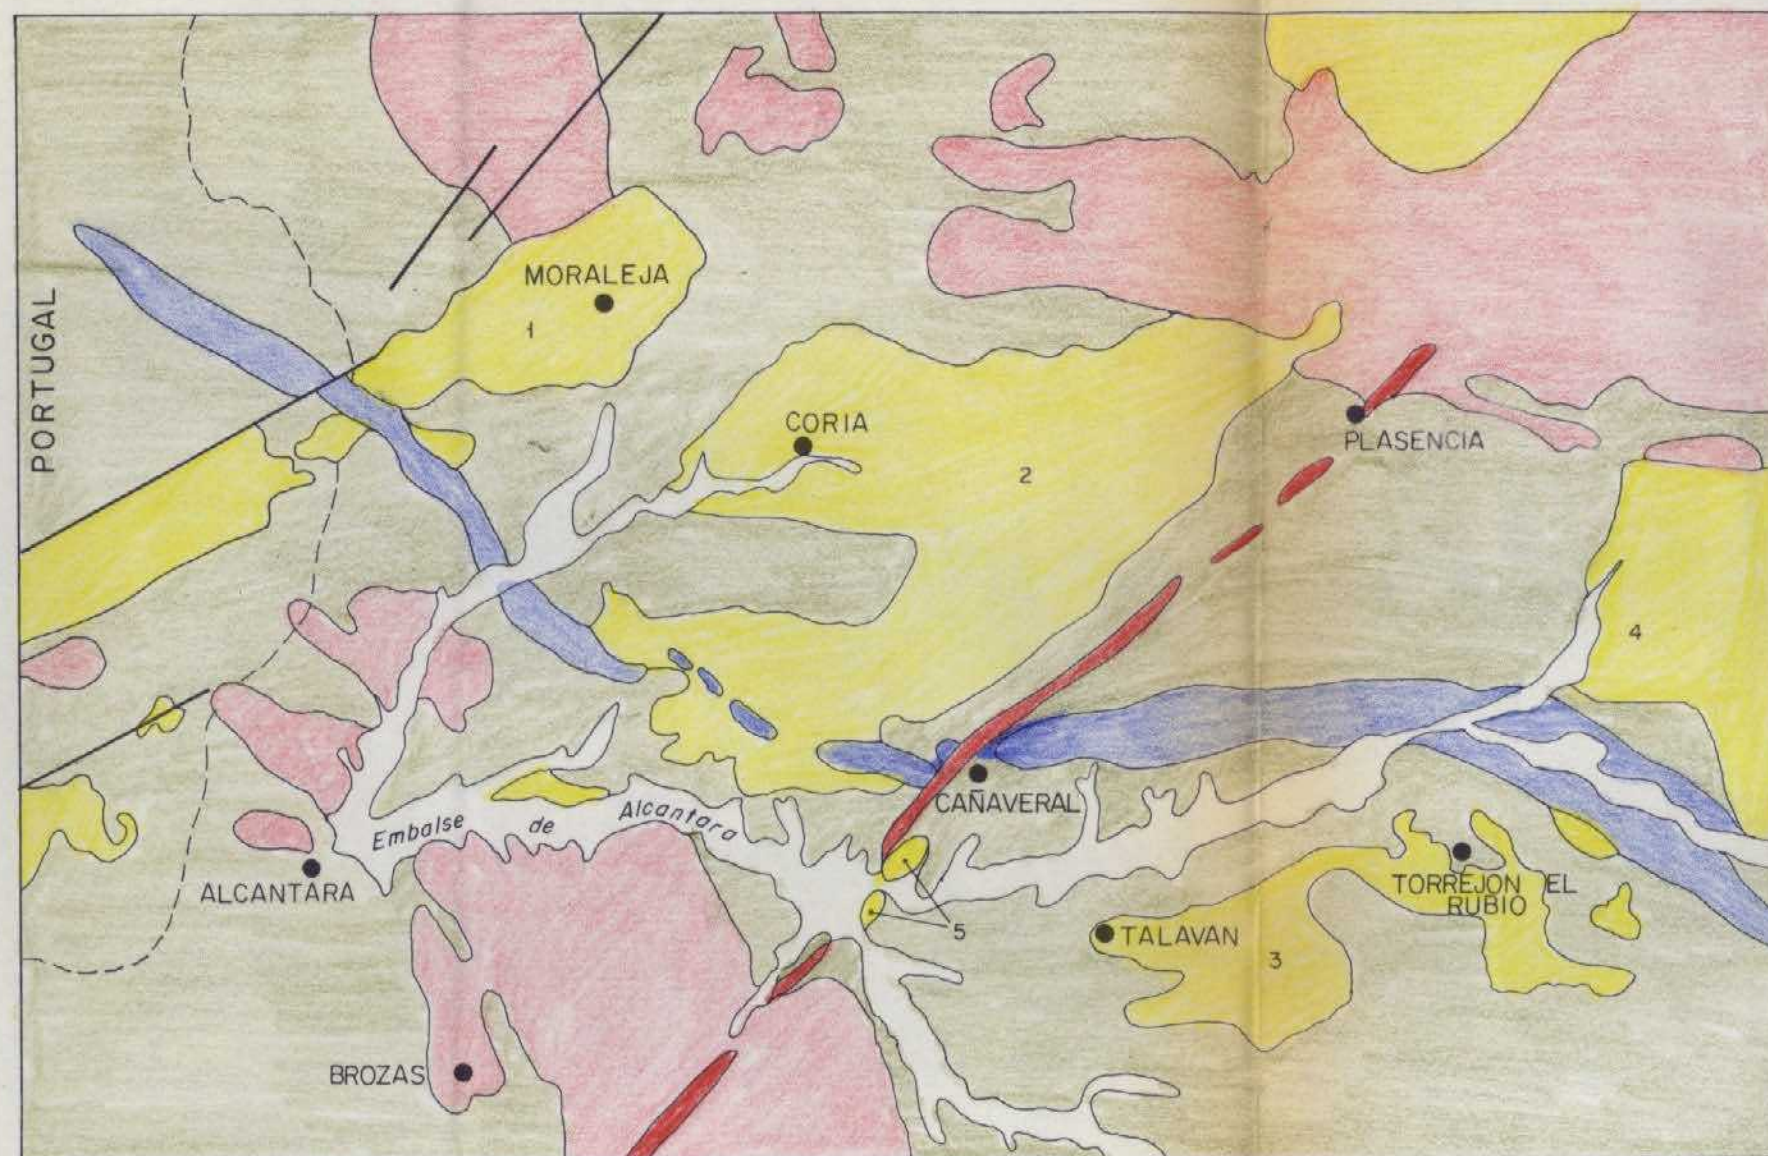 PORTUGAL
MORALEJA
1
CORIA
2
PLASENCIA
4
CAÑAVERAL
Embalse de Alcantara
ALCANTARA
5
TALAVAN
TORREJON EL
RUBIO
3
BROZAS